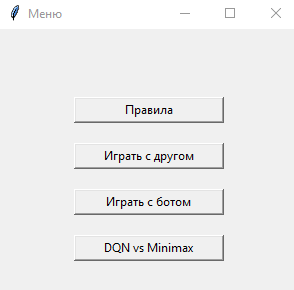 Меню
Правила
Играть с другом
Играть с ботом
DQN vs Minimax